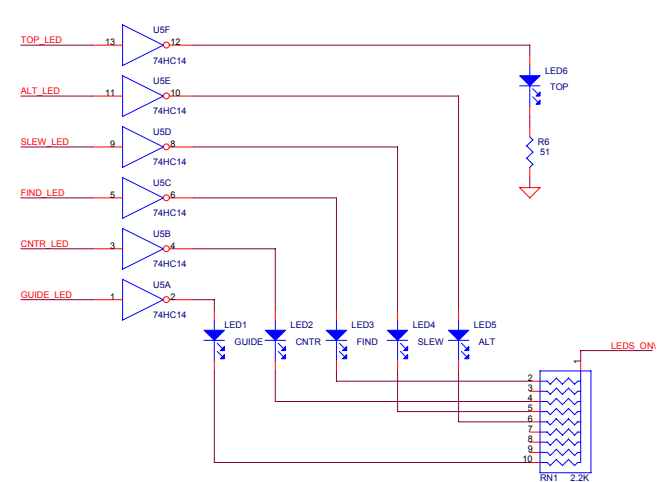 U5F
TOP_LED 13 12
74HC14
LED6
TOP
U5E
ALT_LED 11 10
74HC14
U5D
SLEW_LED 9 8
74HC14
R6
51
U5C
FIND_LED 5 6
74HC14
U5B
CNTR_LED 3 4
74HC14
U5A
GUIDE_LED 1 2
74HC14
LED1 LED2 LED3 LED4 LED5
GUIDE CNTR FIND SLEW ALT
LEDS_ON
1
2
3
4
5
6
7
8
9
10
RN1 2.2K